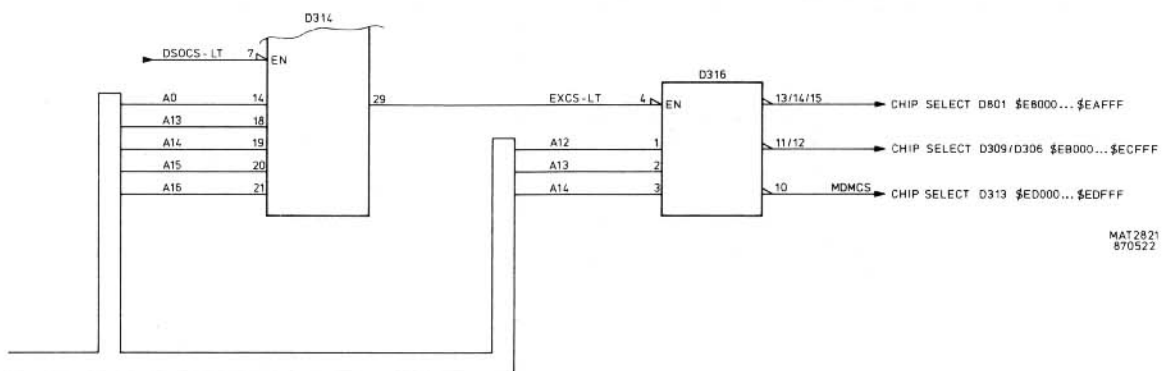 D314
DSOCS-LT 7 EN
A0 14
29 EXCS-LT 4 EN
A13 18
A14 19
A15 20
A16 21
D316
A12 1
A13 2
A14 3
13/14/15 CHIP SELECT D801 $E8000...$EAFFF
11/12 CHIP SELECT D309/D306 $EB000...$ECFFF
10 MDMCS CHIP SELECT D313 $ED000...$EDFFF
MAT2821
870522